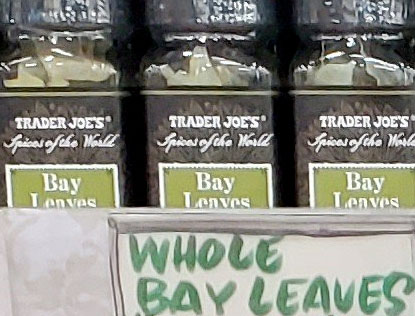 TRADER JOE'S® TRADER JOE'S® TRADER JOE'S®
Spices of the World Spices of the World Spices of the World
Bay Bay Bay
Leaves Leaves Leaves
WHOLE
BAY LEAVES